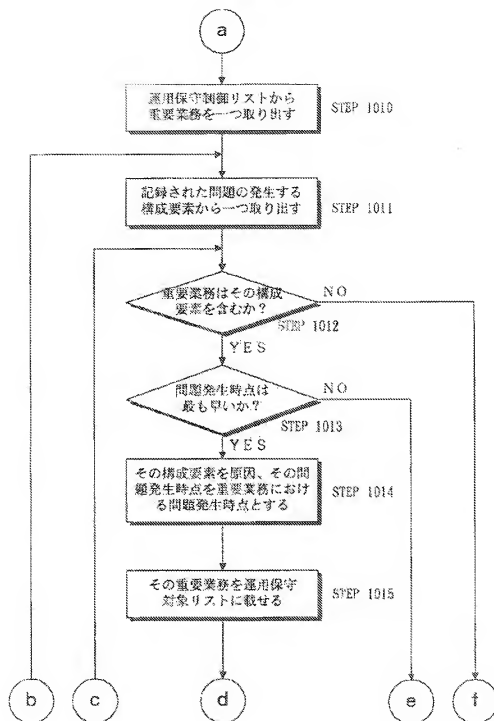 a
運用保守制御リストから
重要業務を一つ取り出す
STEP 1010
記録された問題の発生する
構成要素から一つ取り出す
STEP 1011
重要業務はその構成
要素を含むか？
NO
STEP 1012
YES
問題発生時点は
最も早いか？
NO
STEP 1013
YES
その構成要素を原因、その問
題発生時点を重要業務におけ
る問題発生時点とする
STEP 1014
その重要業務を運用保守
対象リストに載せる
STEP 1015
b
c
d
e
f